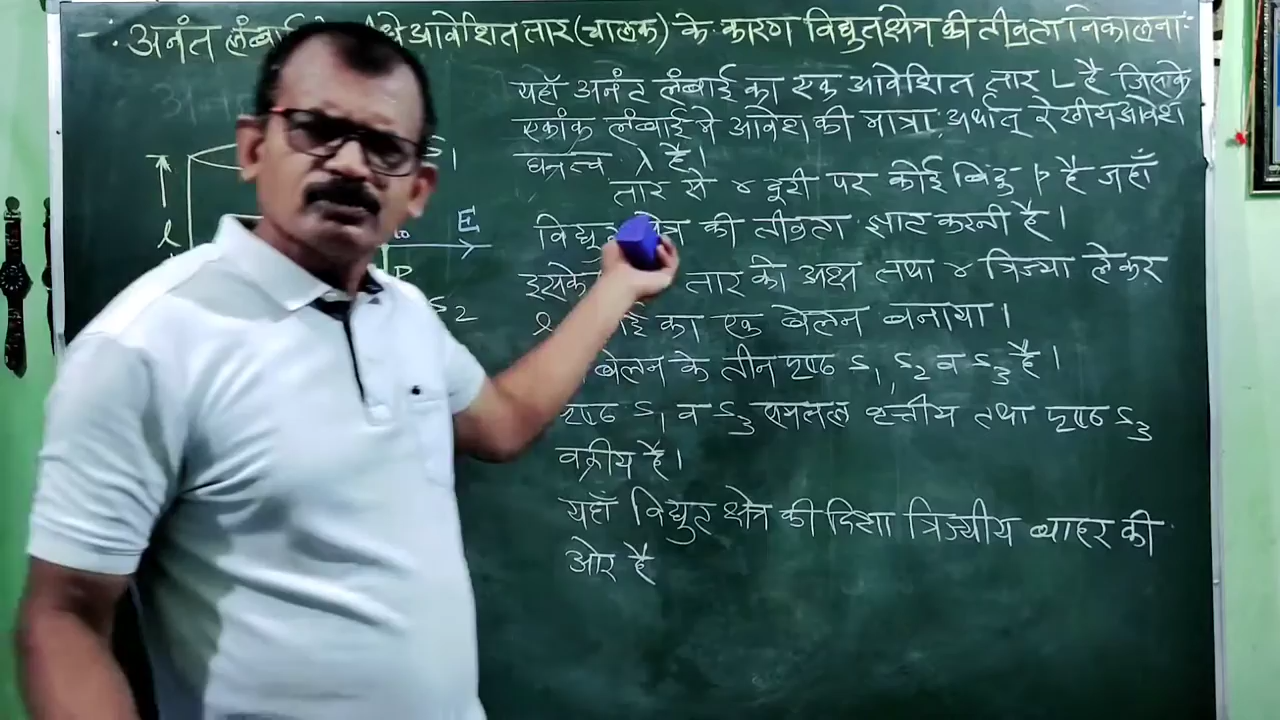 अनंत लंबाई आवेशित तार (चालक) के कारण विद्युत क्षेत्र की तीव्रता निकालना:-
यहाँ अनंत लंबाई का एक आवेशित तार L है जिसके
एकांक लंबाई में आवेश की मात्रा अर्थात् रेखीय आवेश
घनत्व λ है।
तार से r दूरी पर कोई बिंदु P है जहाँ
की तीव्रता ज्ञात करनी है।
इसके तार को अक्ष तथा r त्रिज्या लेकर
l का एक बेलन बनाया।
बेलन के तीन पृष्ठ S1, S2 व S3 है।
पृष्ठ S1 व S3 समतल वृत्तीय तथा पृष्ठ S3
वक्रीय है।
यहाँ विद्युत क्षेत्र की दिशा त्रिज्यीय बाहर की
ओर है
S1
l
E
P
S2